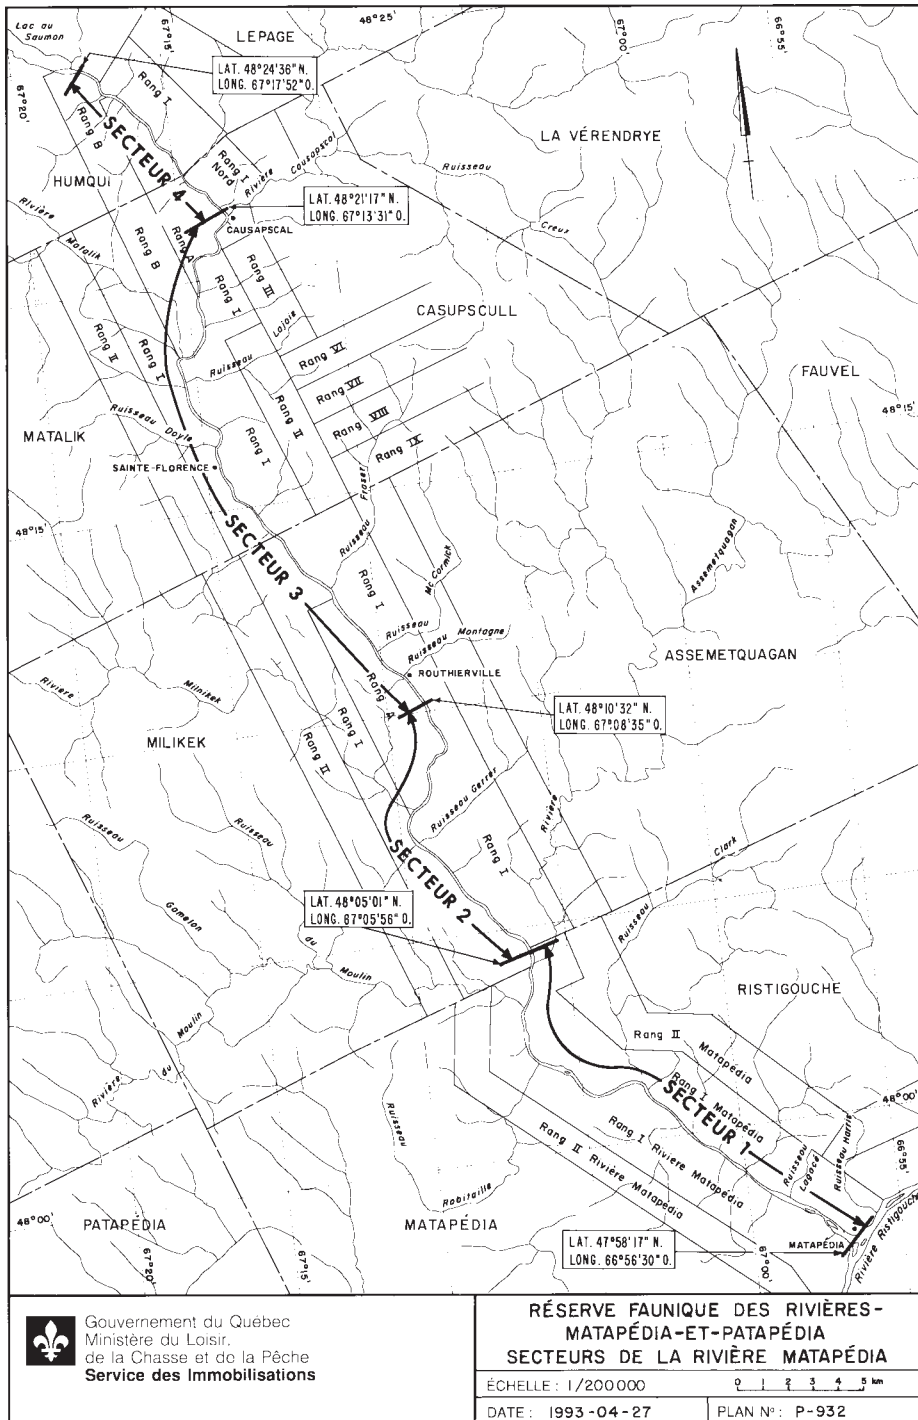 Lac au
Saumon
67°15'
48°25'
67°00'
66°55'
LEPAGE
LAT. 48°24'36" N.
LONG. 67°17'52" O.
67°20'
Rang I
Rang B
SECTEUR 4
Rang I
Nord
Rivière
Causapscal
Ruisseau
LA VÉRENDRYE
HUMQUI
LAT. 48°21'17" N.
LONG. 67°13'31" O.
Rivière
Matalik
CAUSAPSCAL
Creux
Rang B
Rang A
Rang I
Rang III
CASUPSCULL
Lajoie
Ruisseau
Rang II
Rang I
Rang VI
Rang VII
Rang VIII
Rang IX
Rang II
FAUVEL
48°15'
MATALIK
Ruisseau Doyle
Rang I
SAINTE-FLORENCE
Fraser
Ruisseau
48°15'
SECTEUR 3
Assemetquagan
Mc Cormick
Rang I
Ruisseau
Ruisseau Montagne
ASSEMETQUAGAN
ROUTHIERVILLE
Rivière
Milnikek
Rang A
LAT. 48°10'32" N.
LONG. 67°08'35" O.
MILIKEK
Rang I
Rang II
Ruisseau Garrer
Rivière
Ruisseau
Ruisseau
SECTEUR 2
Rang I
Clark
LAT. 48°05'01" N.
LONG. 67°05'56" O.
Gamelon
du
Moulin
Ruisseau
RISTIGOUCHE
Moulin
du
Rivière
Rang II
Matapédia
Rang I Matapédia
SECTEUR 1
48°00'
Ruisseau
Rang I Rivière Matapédia
Rang II Rivière Matapédia
Ruisseau
Lagacé
Ruisseau Harris
66°55'
Robitaille
48°00'
PATAPÉDIA
MATAPÉDIA
LAT. 47°58'17" N.
LONG. 66°56'30" O.
MATAPÉDIA
Rivière Ristigouche
67°20'
67°15'
67°00'
Gouvernement du Québec
Ministère du Loisir,
de la Chasse et de la Pêche
Service des Immobilisations
RÉSERVE FAUNIQUE DES RIVIÈRES-
MATAPÉDIA-ET-PATAPÉDIA
SECTEURS DE LA RIVIÈRE MATAPÉDIA
ÉCHELLE : 1/200000
0 1 2 3 4 5 km
DATE : 1993-04-27
PLAN N° : P-932